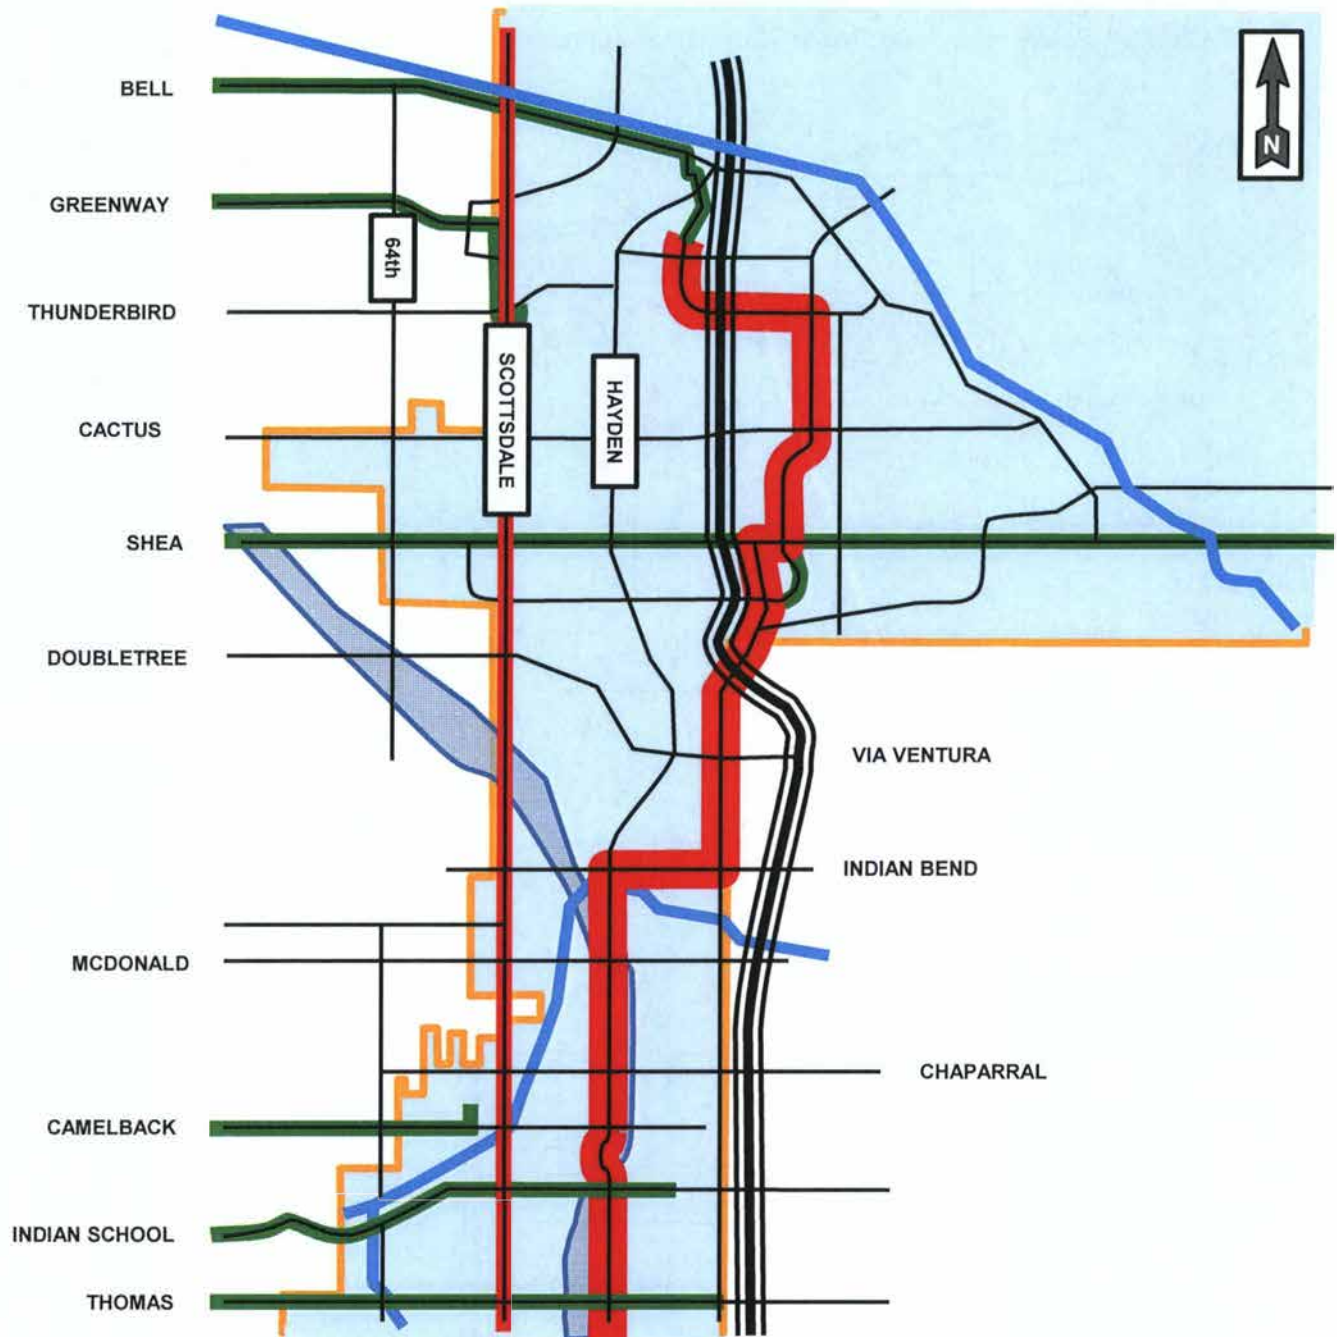 BELL
N
GREENWAY
64th
THUNDERBIRD
SCOTTSDALE
HAYDEN
CACTUS
SHEA
DOUBLETREE
VIA VENTURA
INDIAN BEND
MCDONALD
CHAPARRAL
CAMELBACK
INDIAN SCHOOL
THOMAS